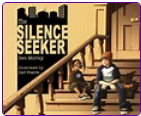 The
SILENCE
SEEKER
Ben Morley
Illustrated by
Carl Pearce